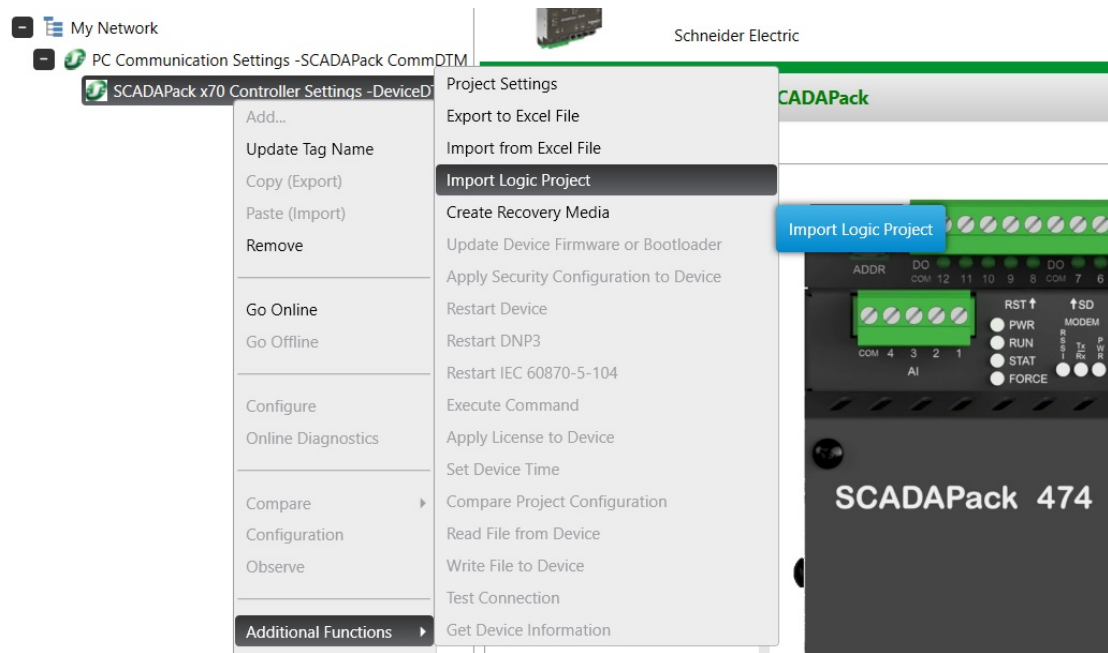 My Network
PC Communication Settings -SCADAPack CommDTM
SCADAPack x70 Controller Settings -DeviceD
Add...
Update Tag Name
Copy (Export)
Paste (Import)
Remove
Go Online
Go Offline
Configure
Online Diagnostics
Compare
Configuration
Observe
Additional Functions
Project Settings
Export to Excel File
Import from Excel File
Import Logic Project
Create Recovery Media
Update Device Firmware or Bootloader
Apply Security Configuration to Device
Restart Device
Restart DNP3
Restart IEC 60870-5-104
Execute Command
Apply License to Device
Set Device Time
Compare Project Configuration
Read File from Device
Write File to Device
Test Connection
Get Device Information
Schneider Electric
CADAPack
Import Logic Project
ADDR
DO DO
COM 12 11 10 9 8 COM 7 6
RST SD
PWR MODEM
RUN
STAT
FORCE
RSSI Tx Rx PWR
COM 4 3 2 1
AI
SCADAPack 474